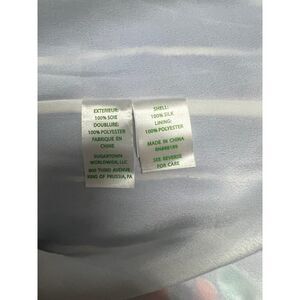 EXTERIEUR:
100% SOIE
DOUBLURE:
100% POLYESTER
FABRIQUE EN
CHINE
SUGARTOWN
WORLDWIDE, LLC
800 THIRD AVENUE
KING OF PRUSSIA, PA
SHELL:
100% SILK
LINING:
100% POLYESTER
MADE IN CHINA
SEE REVERSE
FOR CARE